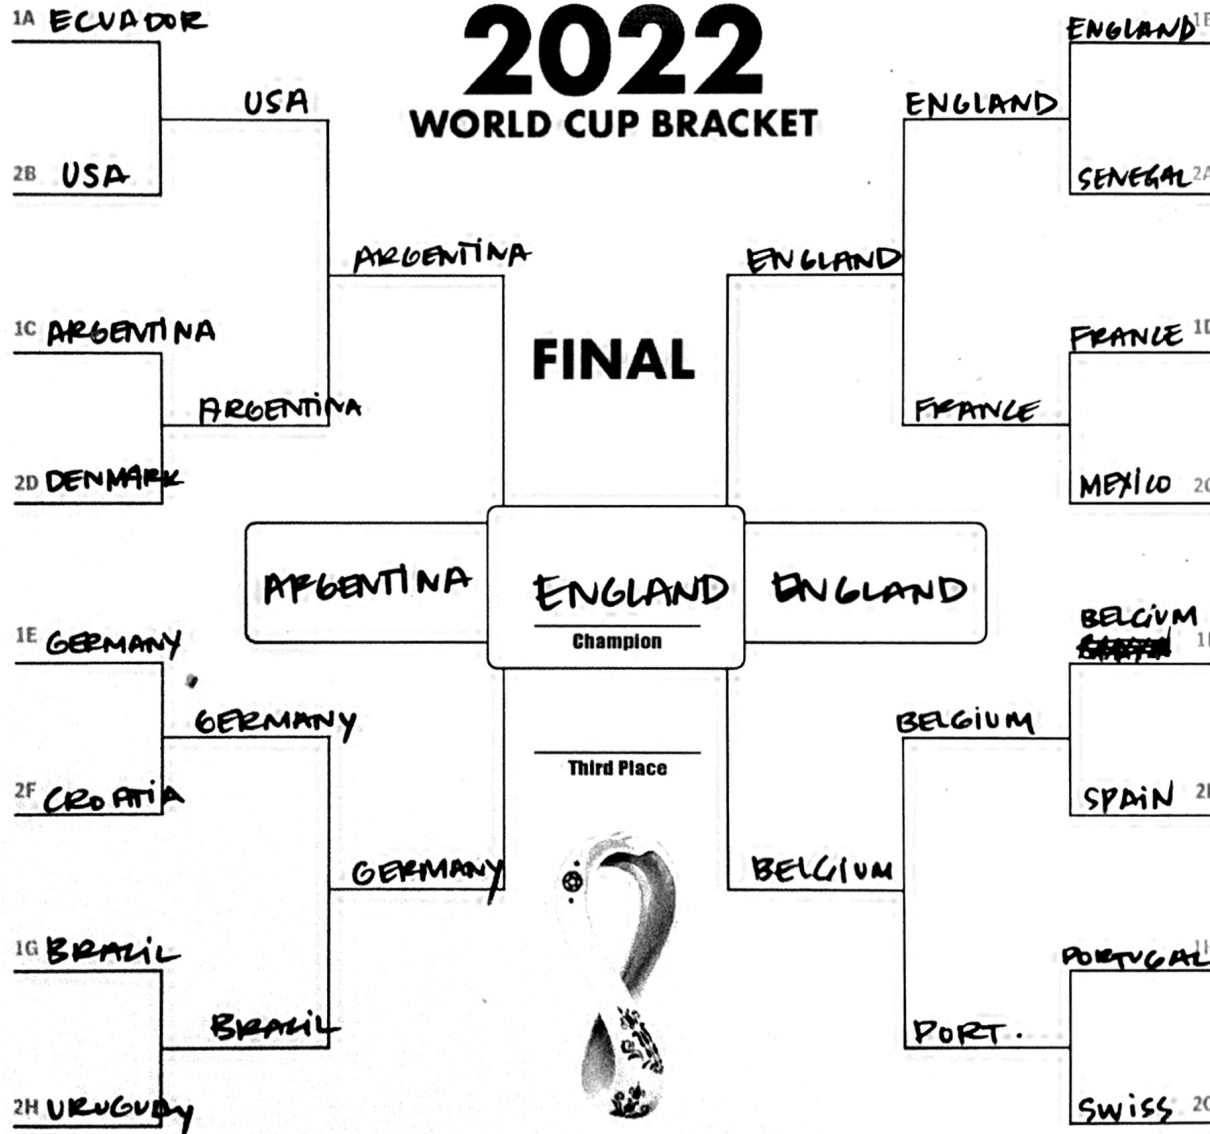 2022
WORLD CUP BRACKET
1A ECUADOR
USA
2B USA
ARGENTINA
1C ARGENTINA
ARGENTINA
2D DENMARK
1E GERMANY
GERMANY
2F CROATIA
GERMANY
1G BRAZIL
BRAZIL
2H URUGUAY
FINAL
ARGENTINA
ENGLAND
Champion
ENGLAND
Third Place
ENGLAND
ENGLAND
SENEGAL 2A
ENGLAND
FRANCE
FRANCE
MEXICO
BELGIUM
BELGIUM
SPAIN
BELGIUM
PORTUGAL
PORT.
SWISS